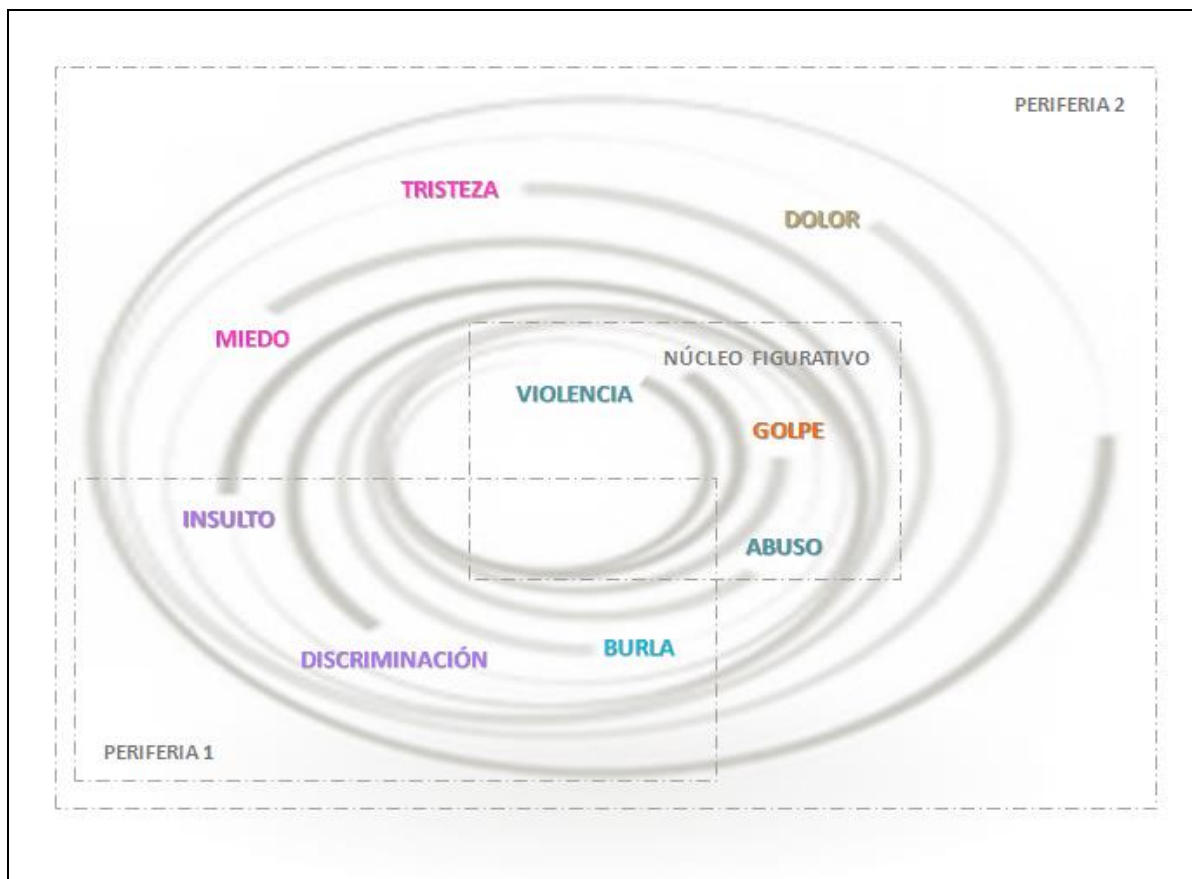 PERIFERIA 2
TRISTEZA
DOLOR
MIEDO
NÚCLEO FIGURATIVO
VIOLENCIA
GOLPE
INSULTO
ABUSO
DISCRIMINACIÓN
BURLA
PERIFERIA 1